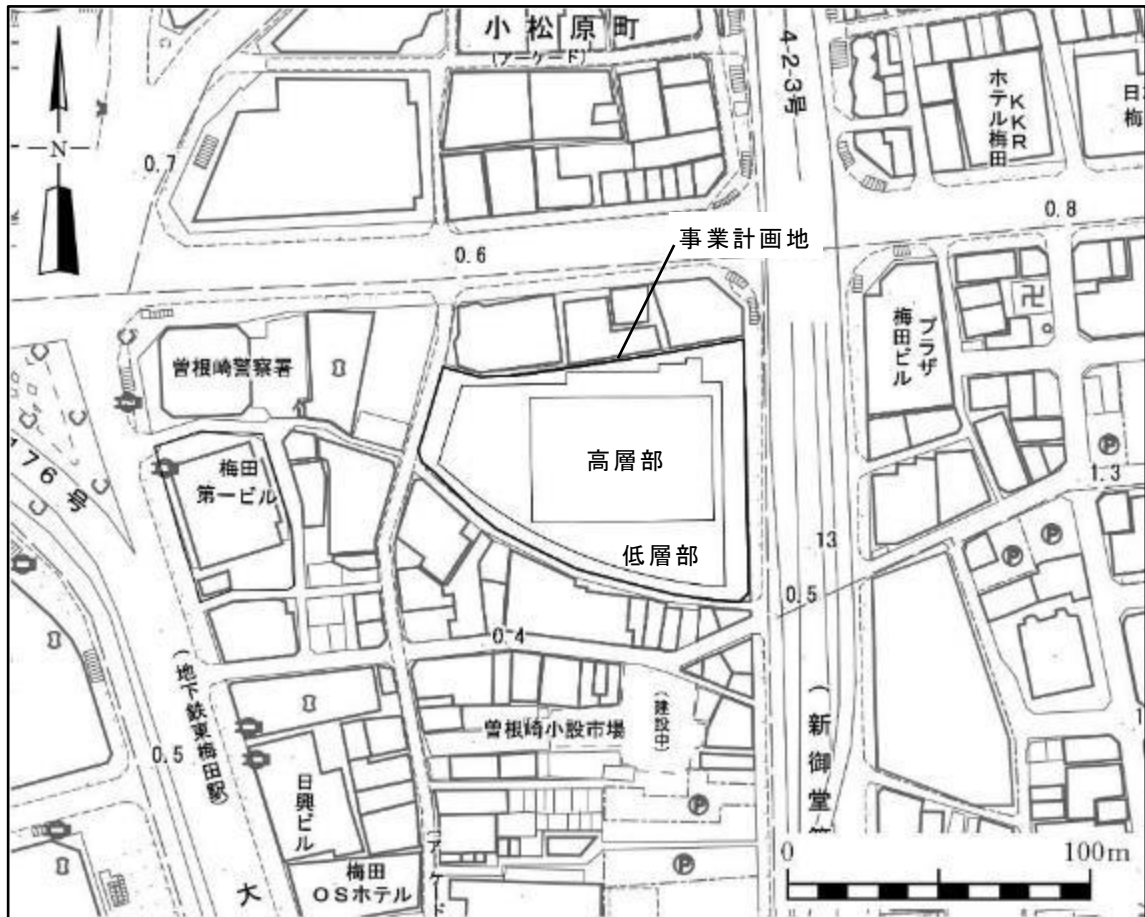 小松原町
(アーケード)
4-2-3号
ホテル梅田
KKR
日
梅
N
0.7
0.8
事業計画地
0.6
曽根崎警察署
プラザ
梅田ビル
卍
176号
梅田
第一ビル
高層部
P
1.3
低層部
13
P
P
0.5
0.4
(地下鉄東梅田駅)
曽根崎小設市場
(建設中)
(新御堂
0.5
日興ビル
P
0
100m
(アーケード
P
梅田
OSホテル
大